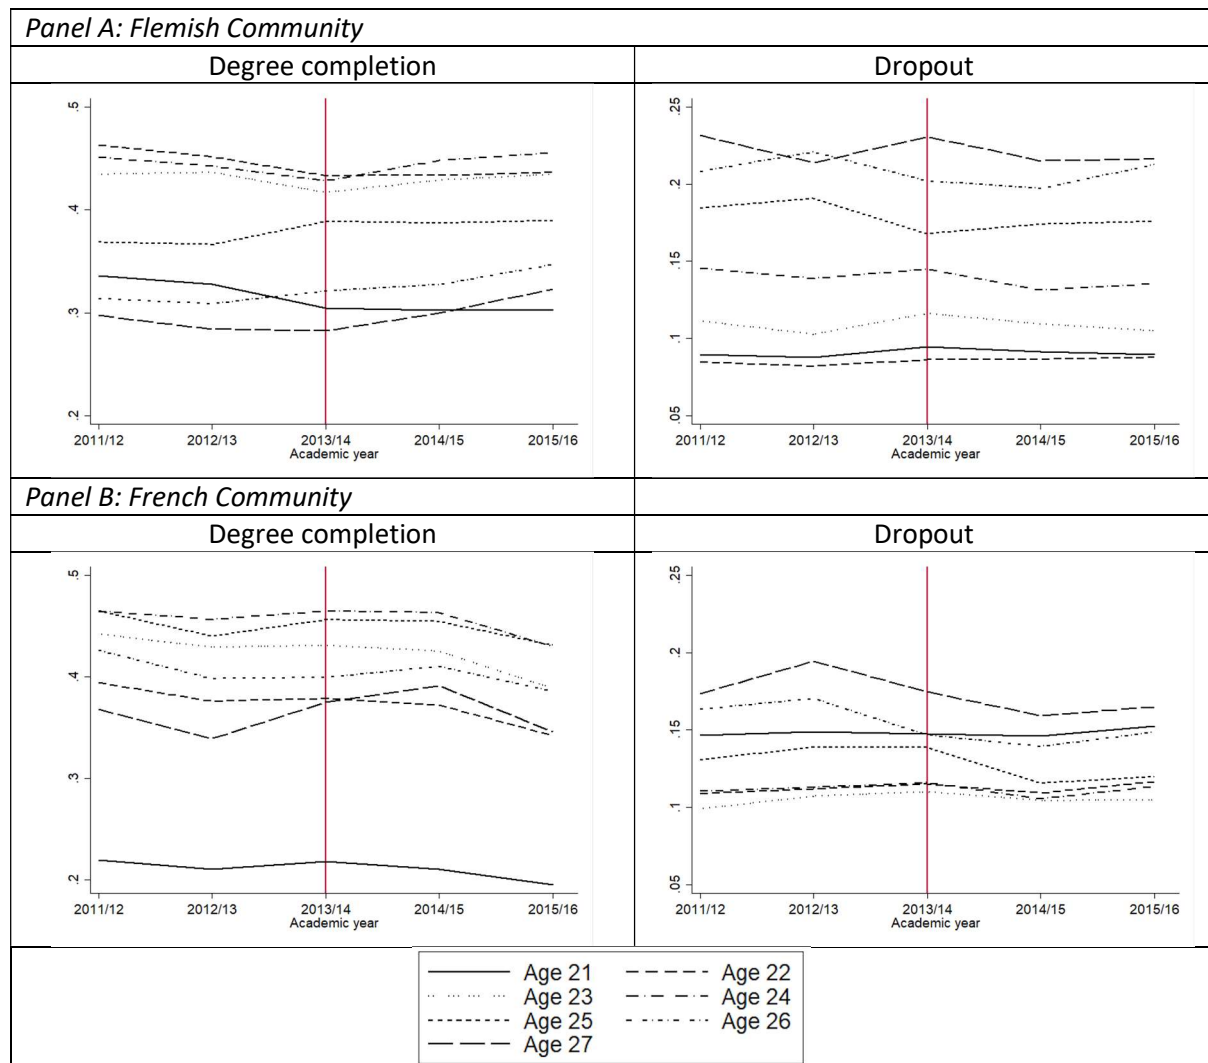 Panel A: Flemish Community
Degree completion
Dropout
.5
.4
.3
.2
2011/12
2012/13
2013/14
2014/15
2015/16
Academic year
.25
.2
.15
.1
.05
2011/12
2012/13
2013/14
2014/15
2015/16
Academic year
Panel B: French Community
Degree completion
Dropout
.5
.4
.3
.2
2011/12
2012/13
2013/14
2014/15
2015/16
Academic year
.25
.2
.15
.1
.05
2011/12
2012/13
2013/14
2014/15
2015/16
Academic year
Age 21
Age 22
Age 23
Age 24
Age 25
Age 26
Age 27